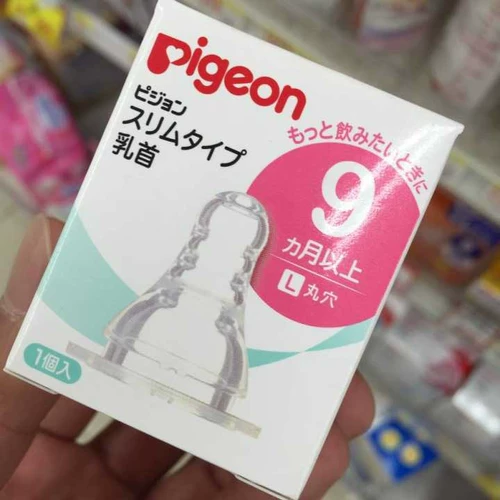 Pigeon
ピジョン
スリムタイプ
乳首
もっと飲みたいときに
9
カ月以上
L 丸穴
1個入